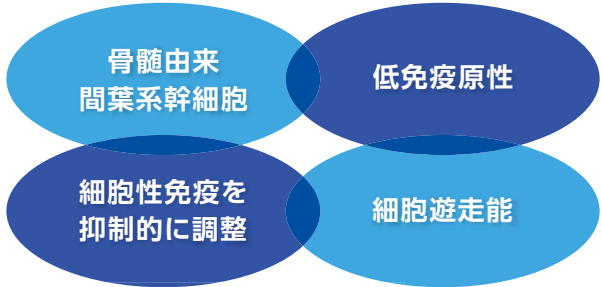 骨髄由来
間葉系幹細胞
低免疫原性
細胞性免疫を
抑制的に調整
細胞遊走能